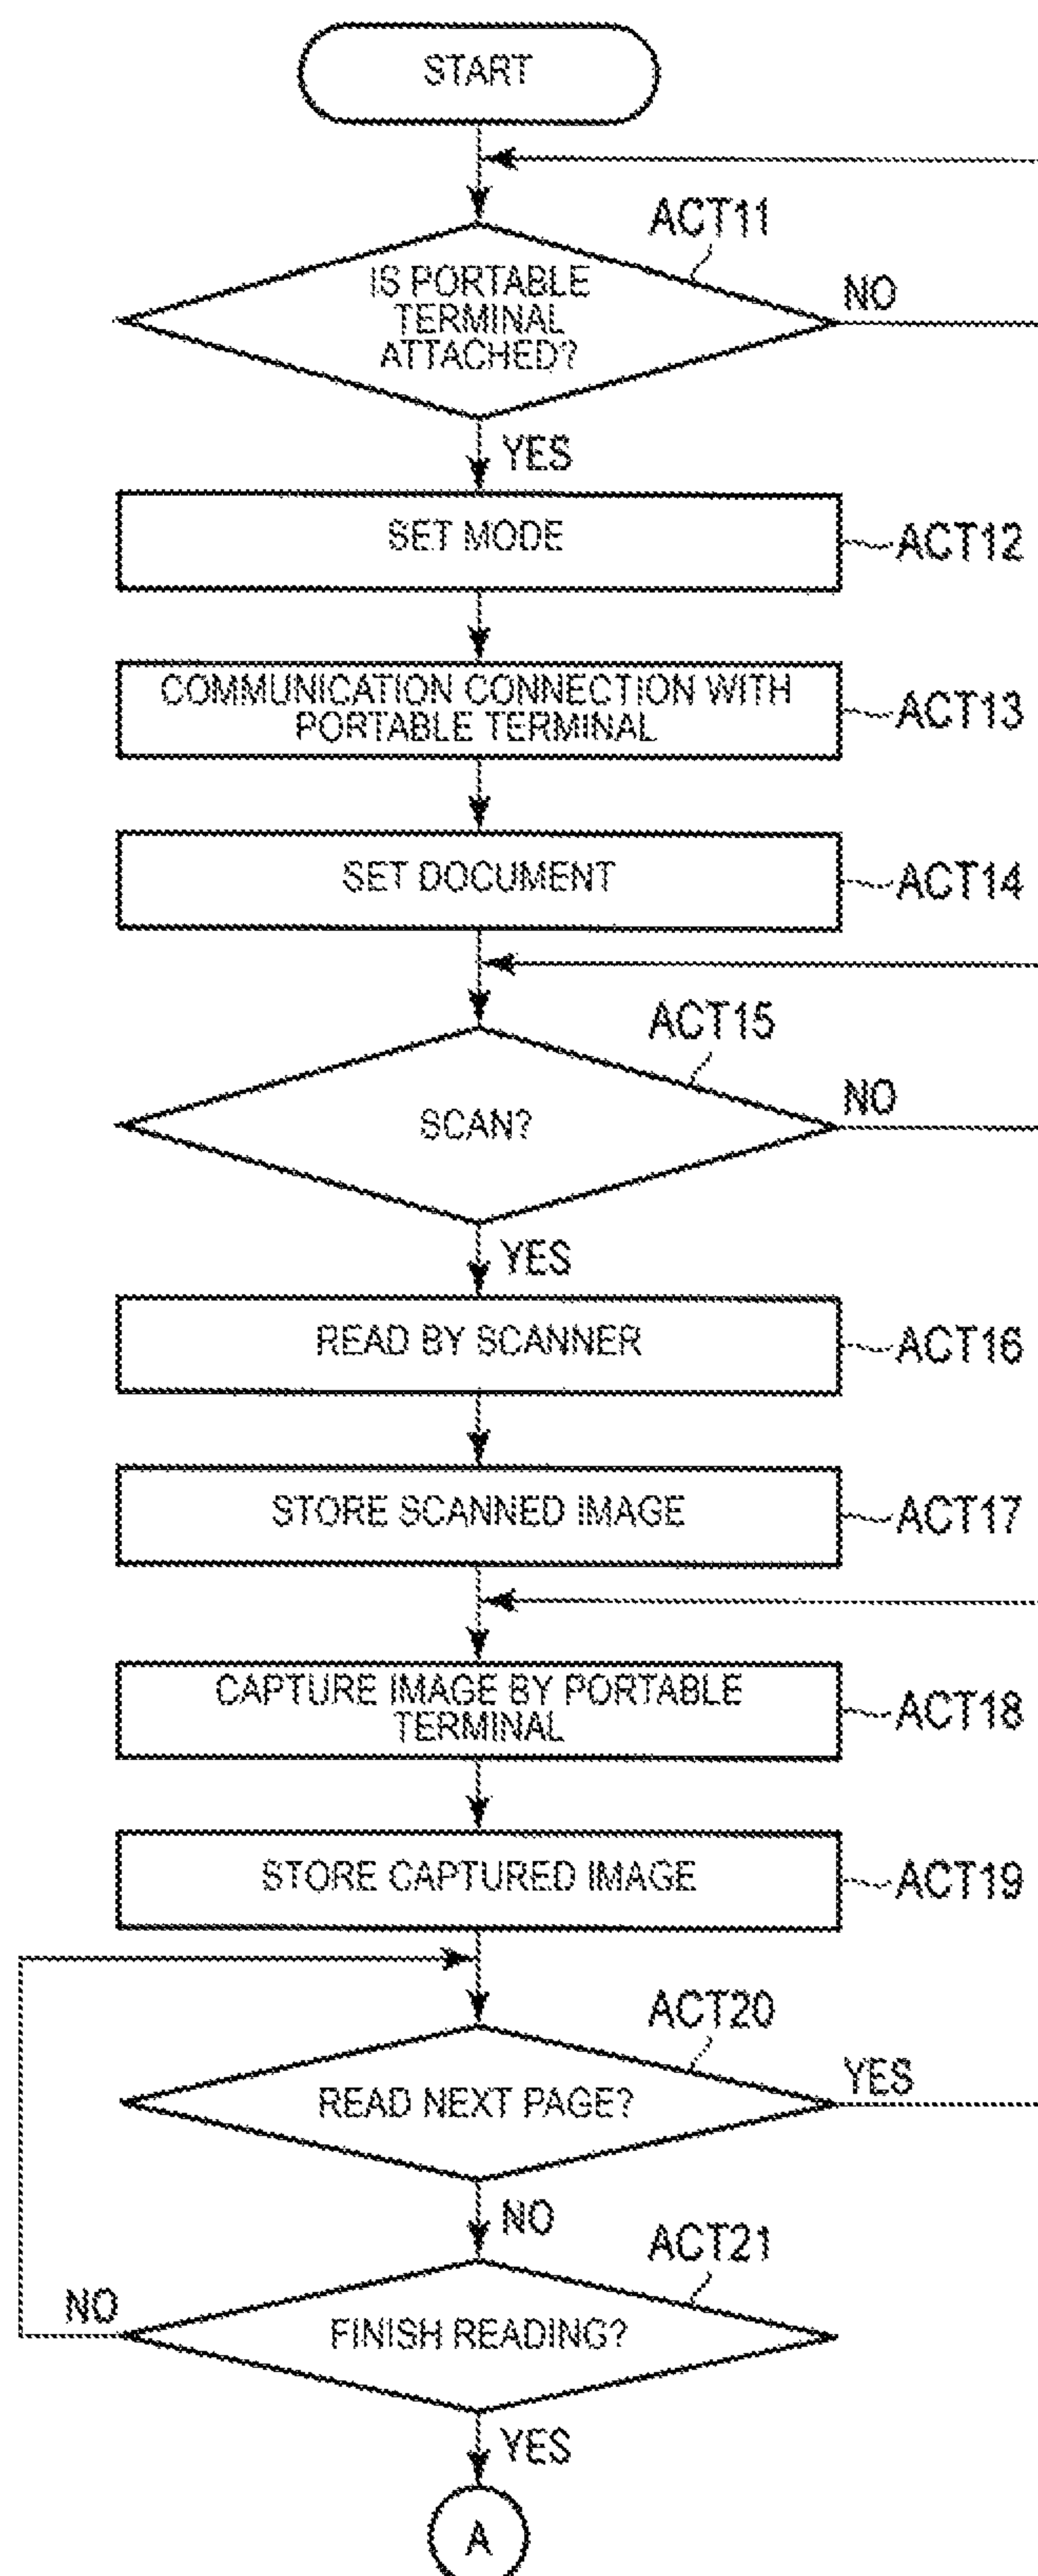 START
ACT11
IS PORTABLE
TERMINAL
ATTACHED?
NO
YES
SET MODE
ACT12
COMMUNICATION CONNECTION WITH
PORTABLE TERMINAL
ACT13
SET DOCUMENT
ACT14
ACT15
SCAN?
NO
YES
READ BY SCANNER
ACT16
STORE SCANNED IMAGE
ACT17
CAPTURE IMAGE BY PORTABLE
TERMINAL
ACT18
STORE CAPTURED IMAGE
ACT19
ACT20
READ NEXT PAGE?
YES
NO
ACT21
NO
FINISH READING?
YES
A